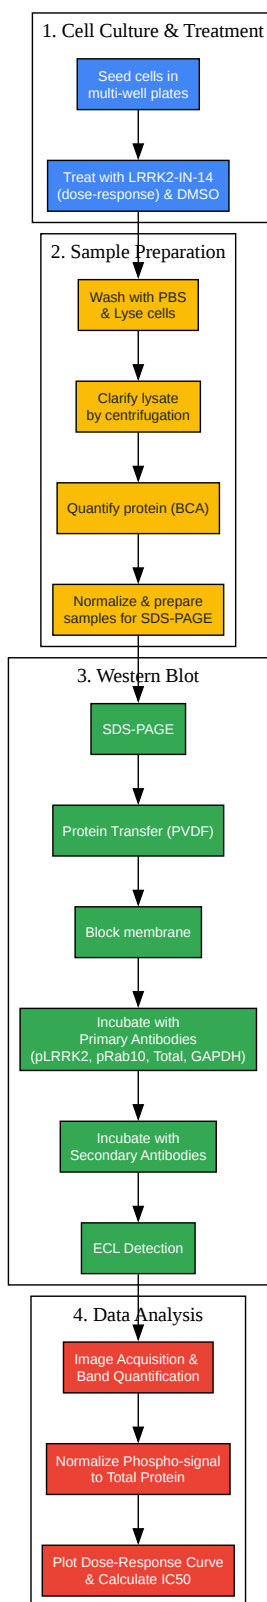 1. Cell Culture & Treatment
Seed cells in
multi-well plates
Treat with LRRK2-IN-14
(dose-response) & DMSO
2. Sample Preparation
Wash with PBS
& Lyse cells
Clarify lysate
by centrifugation
Quantify protein (BCA)
Normalize & prepare
samples for SDS-PAGE
3. Western Blot
SDS-PAGE
Protein Transfer (PVDF)
Block membrane
Incubate with
Primary Antibodies
(pLRRK2, pRab10, Total, GAPDH)
Incubate with
Secondary Antibodies
ECL Detection
4. Data Analysis
Image Acquisition &
Band Quantification
Normalize Phospho-signal
to Total Protein
Plot Dose-Response Curve
& Calculate IC50